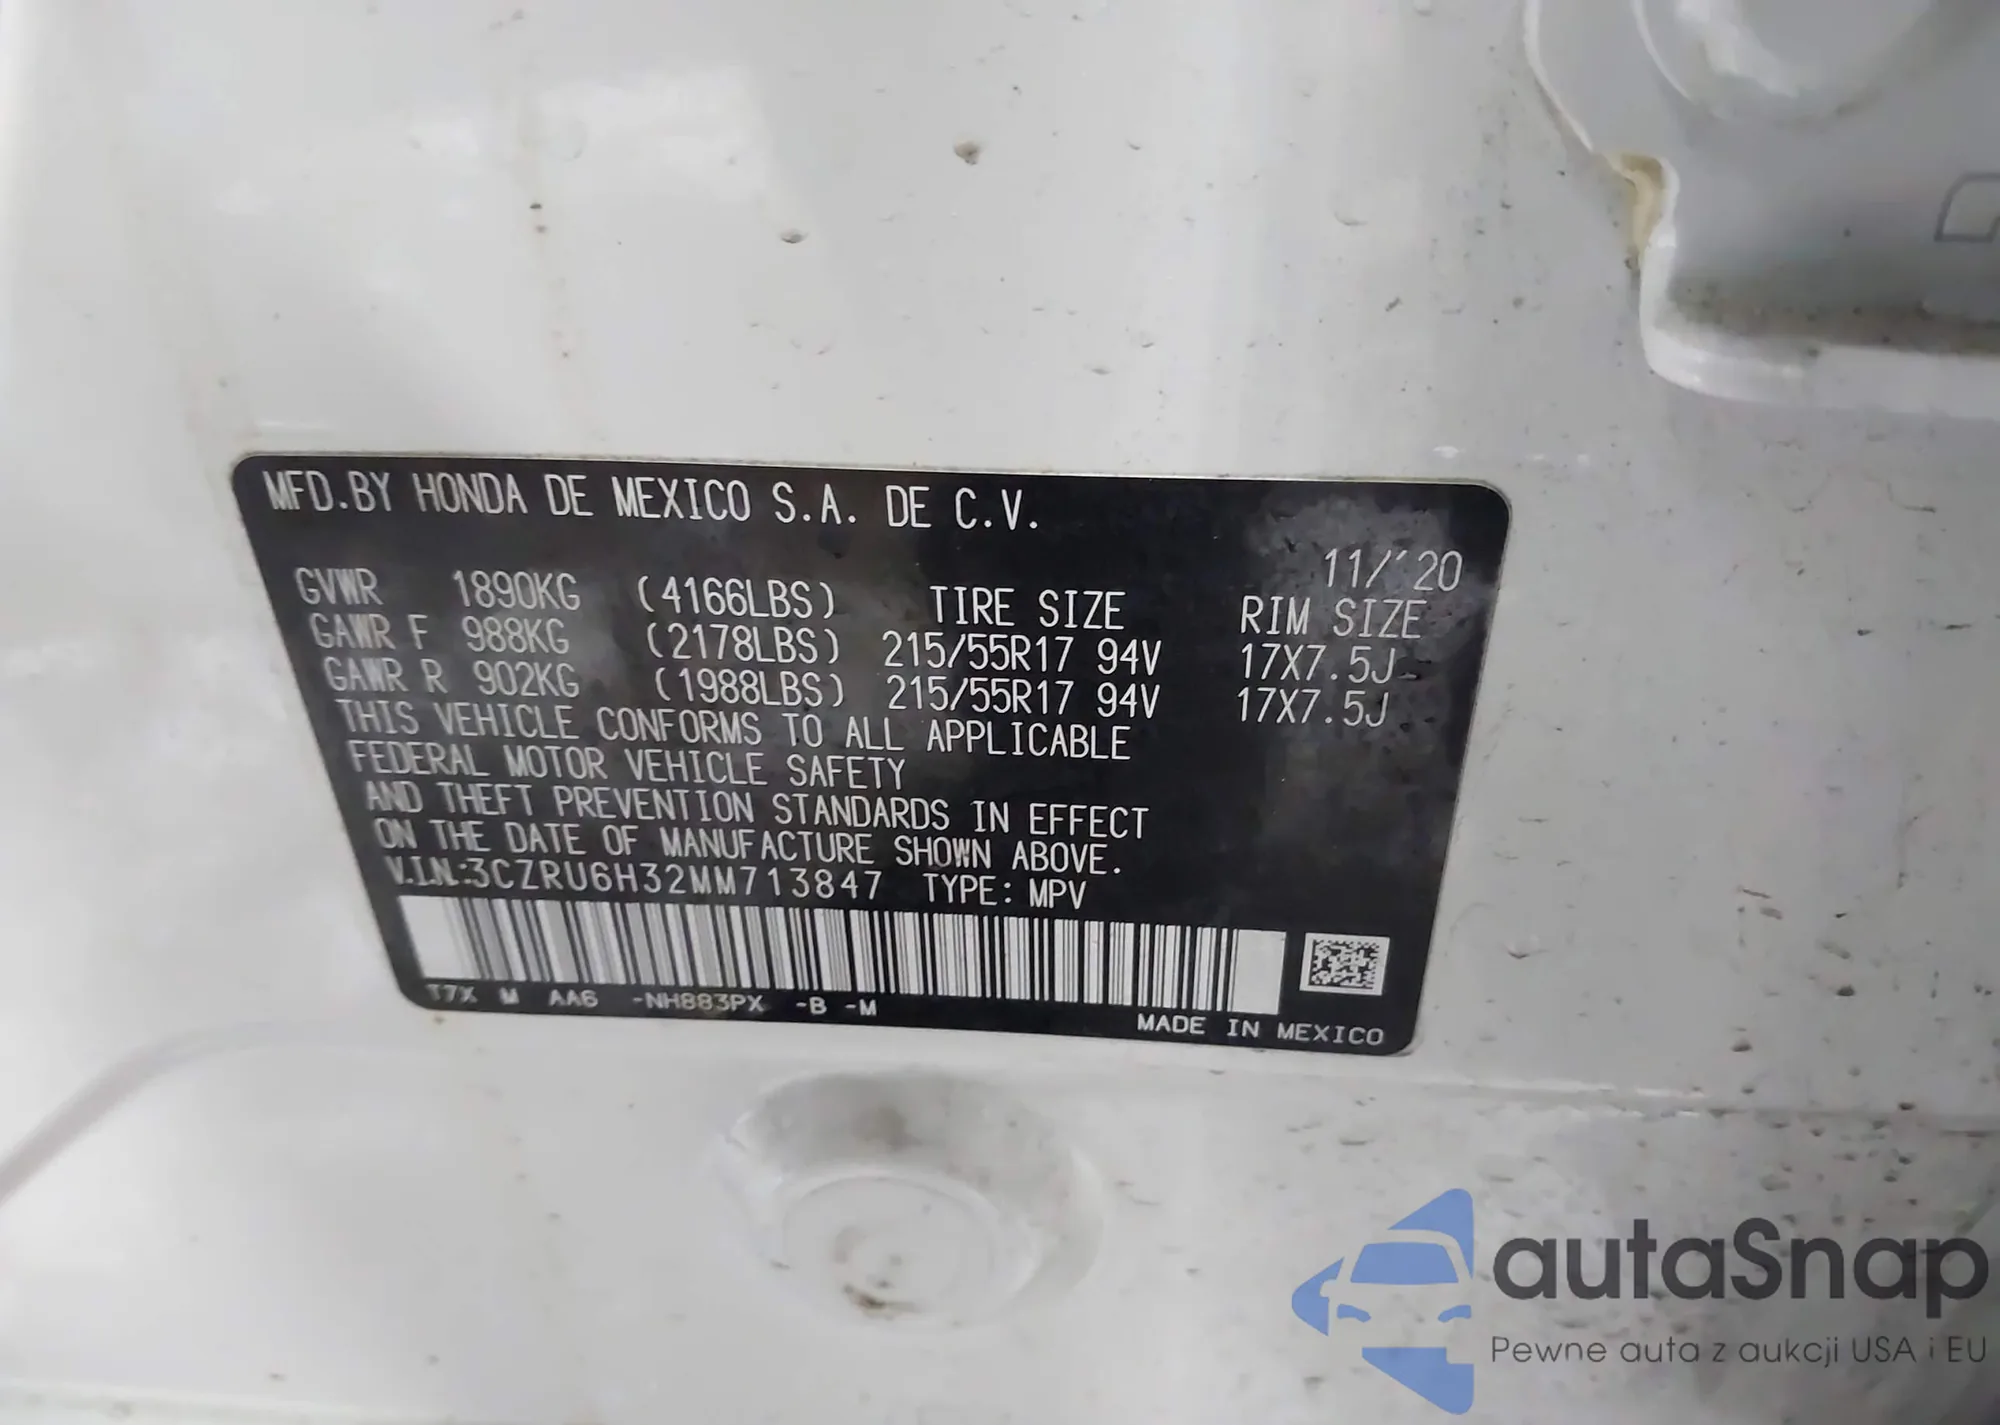 MFD.BY HONDA DE MEXICO S.A. DE C.V.
11/'20
GVWR 1890KG (4166LBS) TIRE SIZE RIM SIZE
GAWR F 988KG (2178LBS) 215/55R17 94V 17X7.5J
GAWR R 902KG (1988LBS) 215/55R17 94V 17X7.5J
THIS VEHICLE CONFORMS TO ALL APPLICABLE
FEDERAL MOTOR VEHICLE SAFETY
AND THEFT PREVENTION STANDARDS IN EFFECT
ON THE DATE OF MANUFACTURE SHOWN ABOVE.
V.I.N.:3CZRU6H32MM713847 TYPE: MPV
T7X M AA6 -NH883PX -B -M
MADE IN MEXICO
autaSnap
Pewne auta z aukcji USA i EU